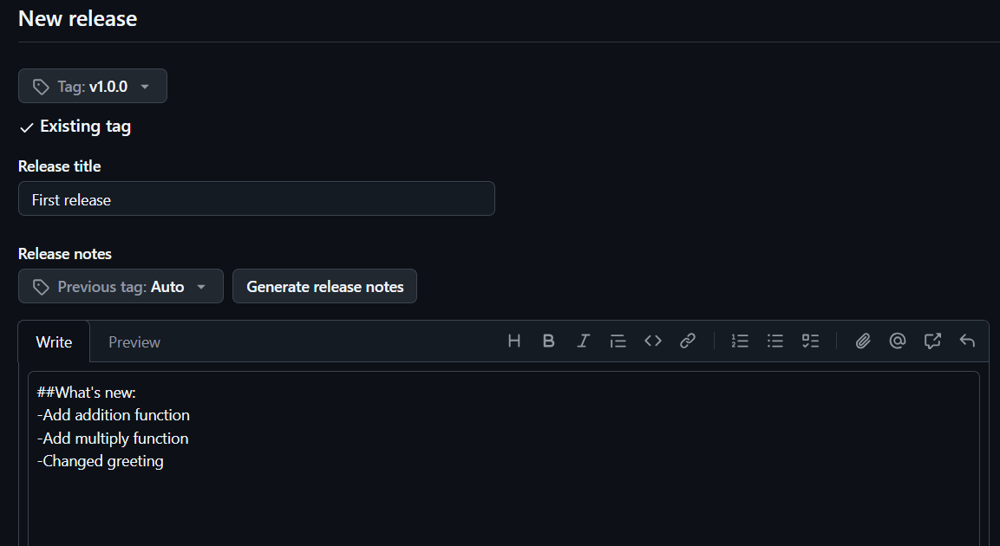 New release
Tag: v1.0.0
Existing tag
Release title
First release
Release notes
Previous tag: Auto
Generate release notes
Write
Preview
##What's new:
-Add addition function
-Add multiply function
-Changed greeting